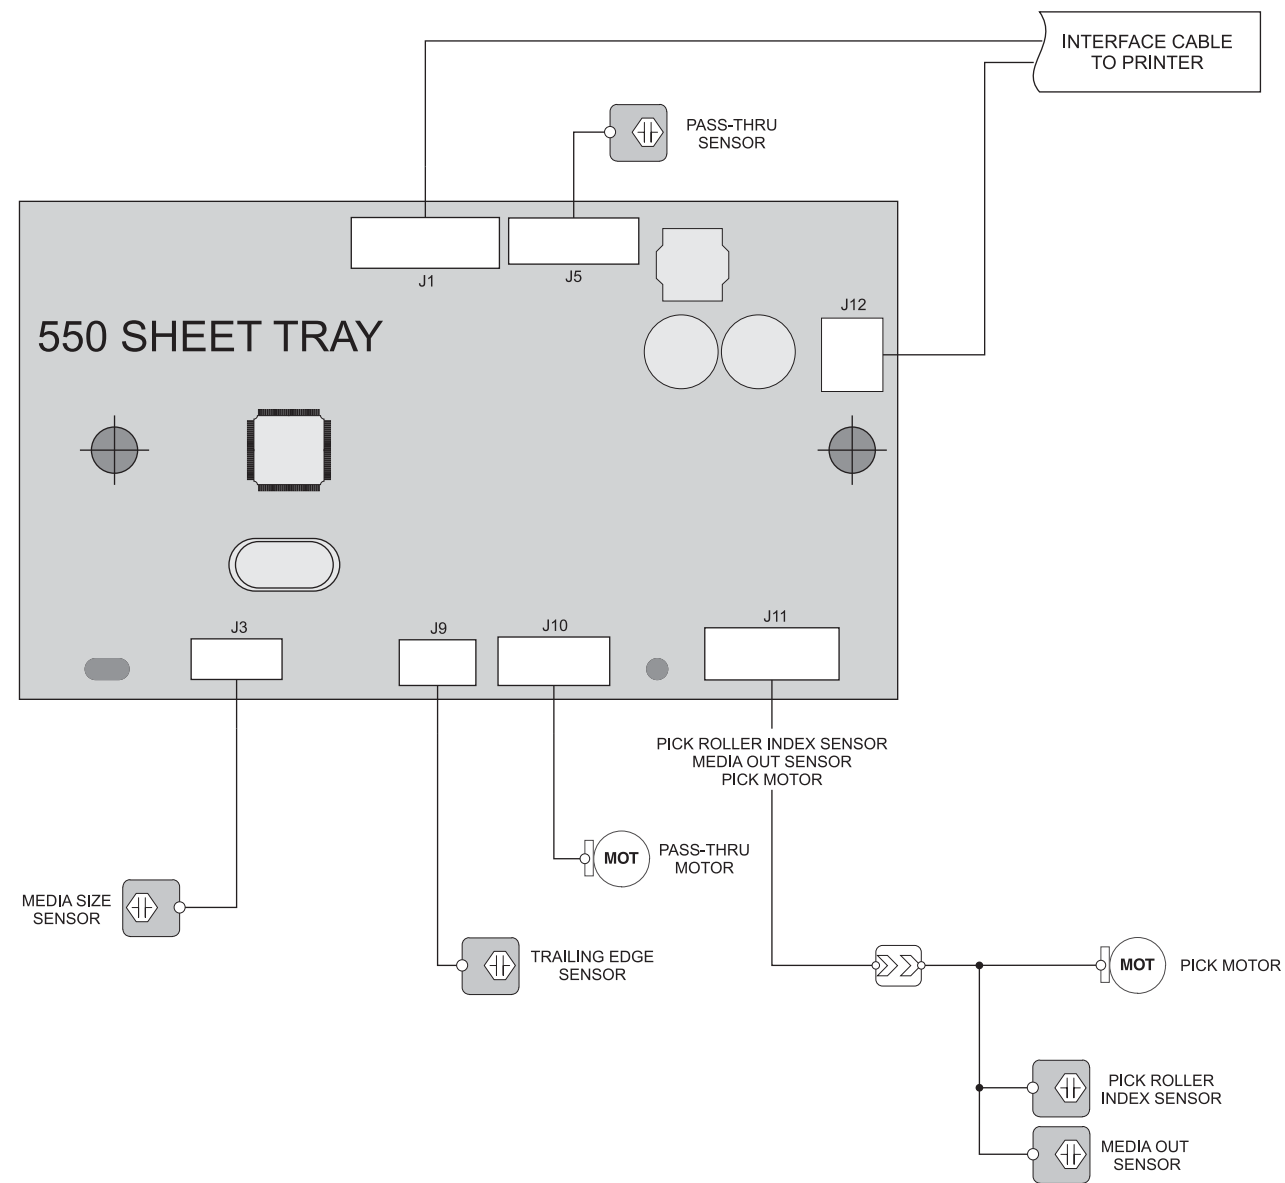 INTERFACE CABLE
TO PRINTER
PASS-THRU
SENSOR
J1
J5
J12
550 SHEET TRAY
J3
J9
J10
J11
PICK ROLLER INDEX SENSOR
MEDIA OUT SENSOR
PICK MOTOR
MOT
PASS-THRU
MOTOR
MEDIA SIZE
SENSOR
TRAILING EDGE
SENSOR
MOT
PICK MOTOR
PICK ROLLER
INDEX SENSOR
MEDIA OUT
SENSOR